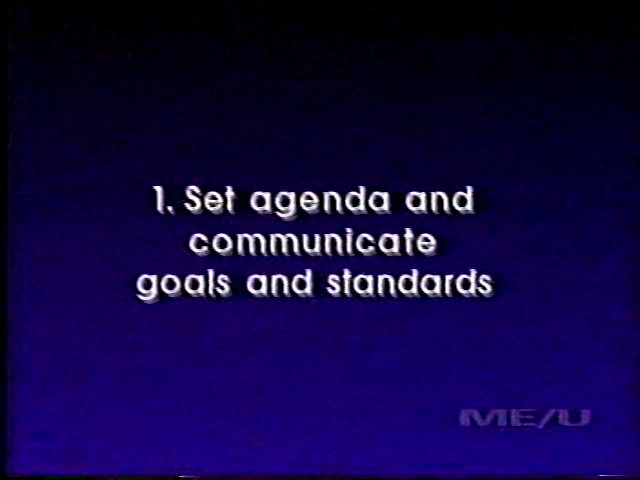 1. Set agenda and
communicate
goals and standards
ME/U